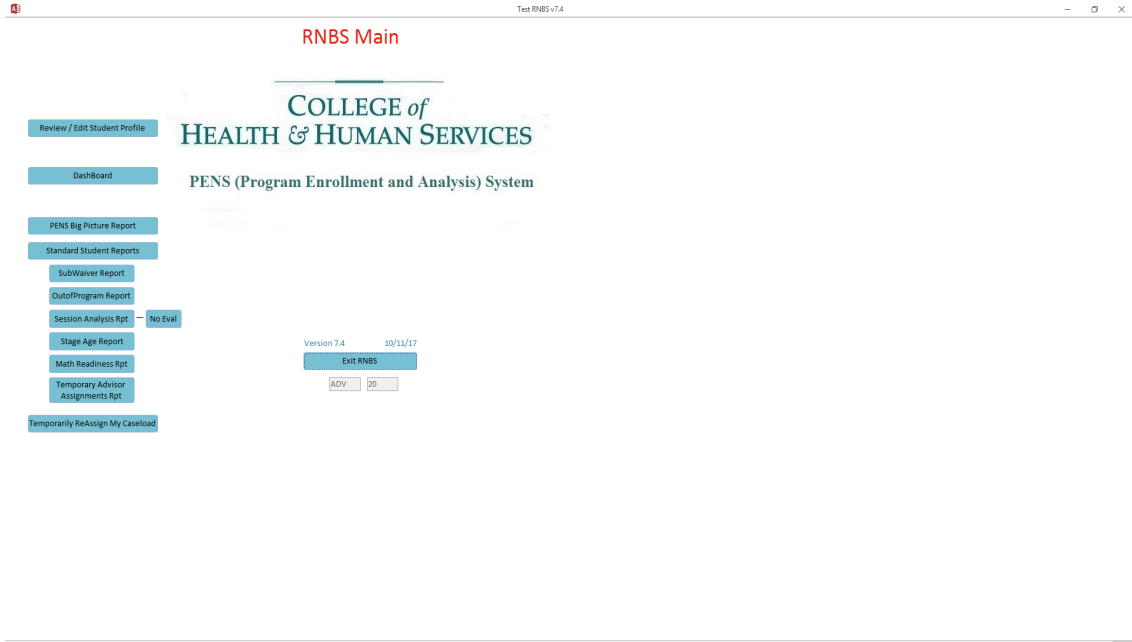 Test RNBS v7.4
RNBS Main
COLLEGE of
HEALTH & HUMAN SERVICES
PENS (Program Enrollment and Analysis) System
Review / Edit Student Profile
DashBoard
PENS Big Picture Report
Standard Student Reports
SubWaiver Report
OutofProgram Report
Session Analysis Rpt
No Eval
Stage Age Report
Math Readiness Rpt
Temporary Advisor
Assignments Rpt
Temporarily ReAssign My Caseload
Version 7.4 10/11/17
Exit RNBS
ADV 20